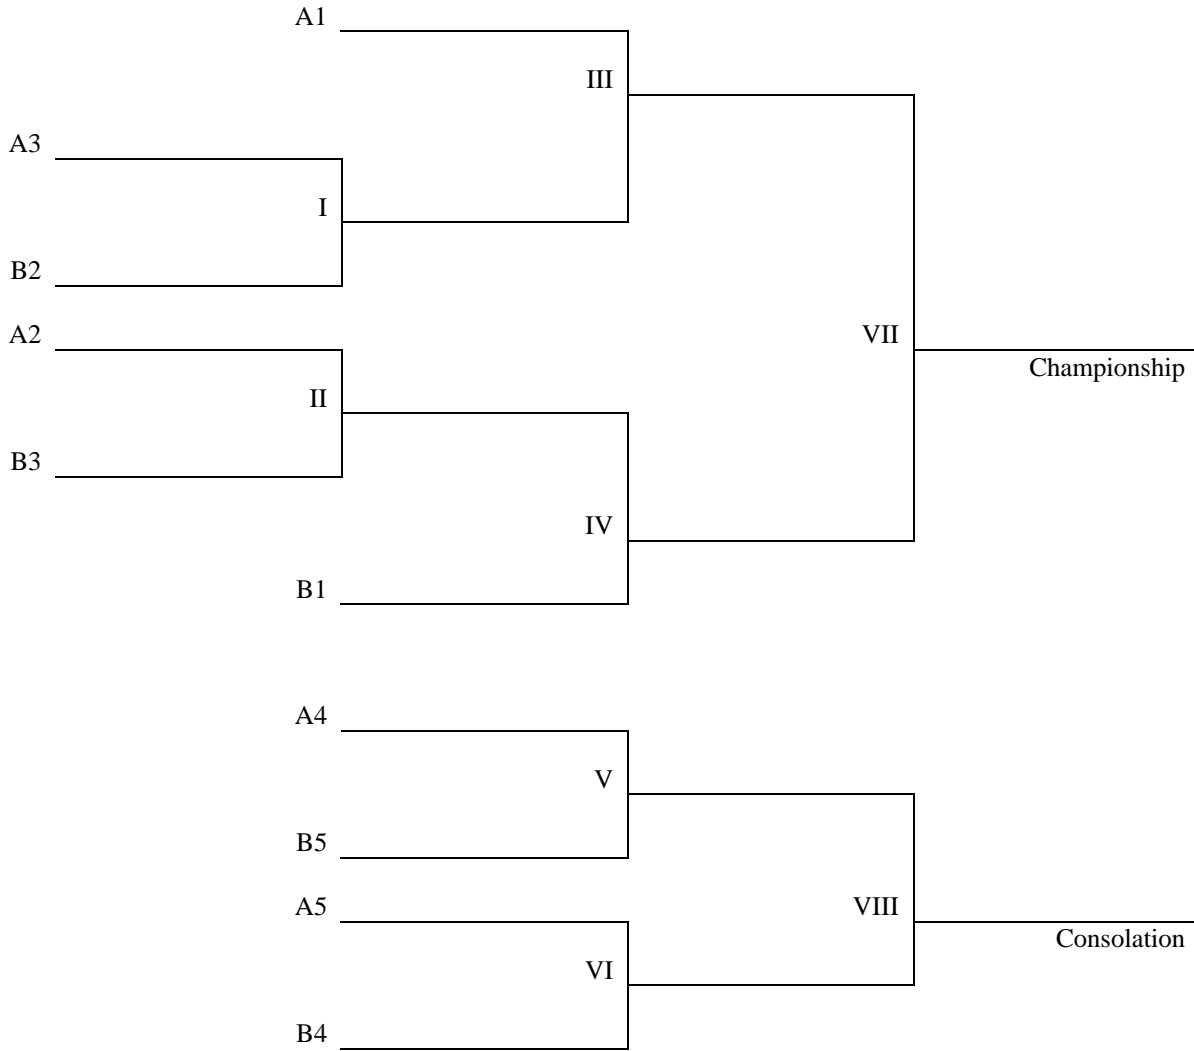 A1
III
A3
I
B2
A2
VII
Championship
II
B3
IV
B1
A4
V
B5
A5
VIII
Consolation
VI
B4